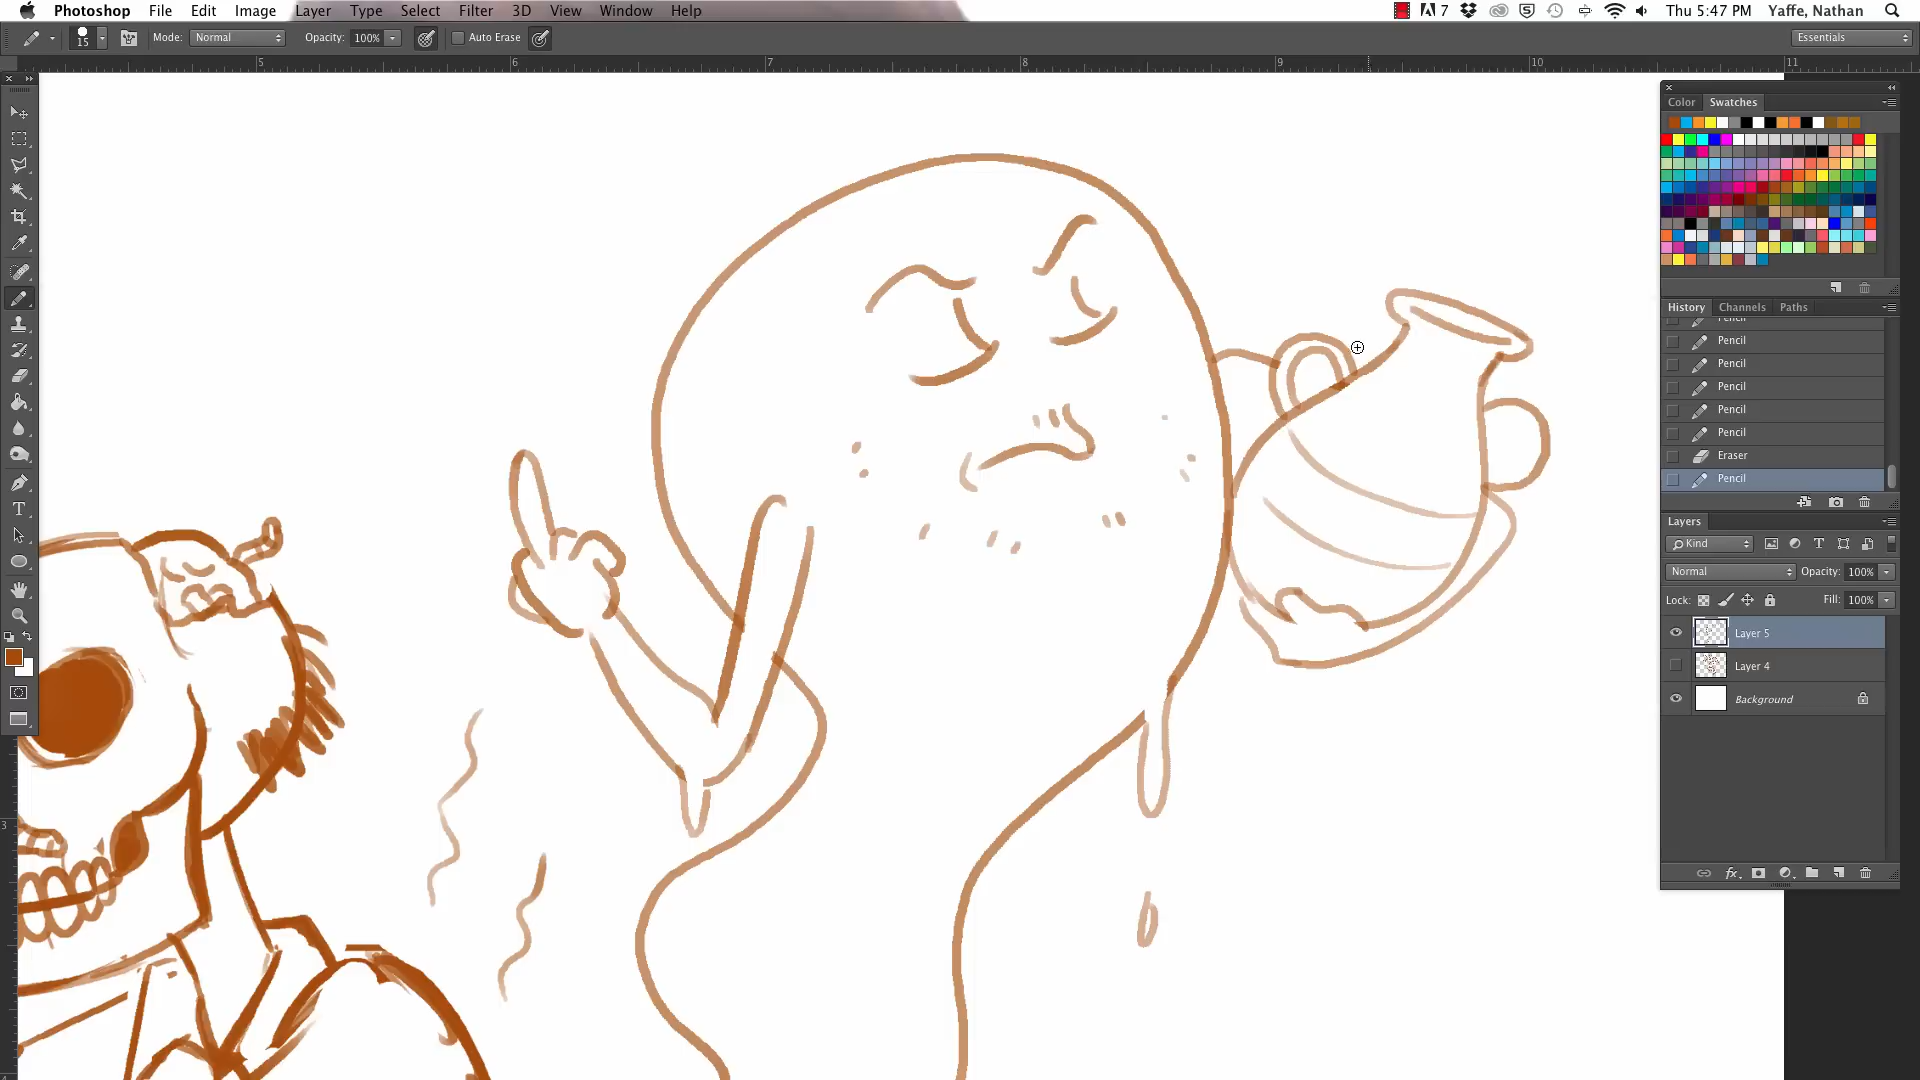 Photoshop File Edit Image Layer Type Select Filter 3D View Window Help 7 Thu 5:47 PM Yaffe, Nathan
15 Mode: Normal Opacity: 100% Auto Erase Essentials
5 6 7 8 9 10 11
Color Swatches
History Channels Paths
Pencil
Pencil
Pencil
Pencil
Pencil
Pencil
Eraser
Pencil
Layers
Kind
Normal Opacity: 100%
Lock: Fill: 100%
Layer 5
Layer 4
Background
3